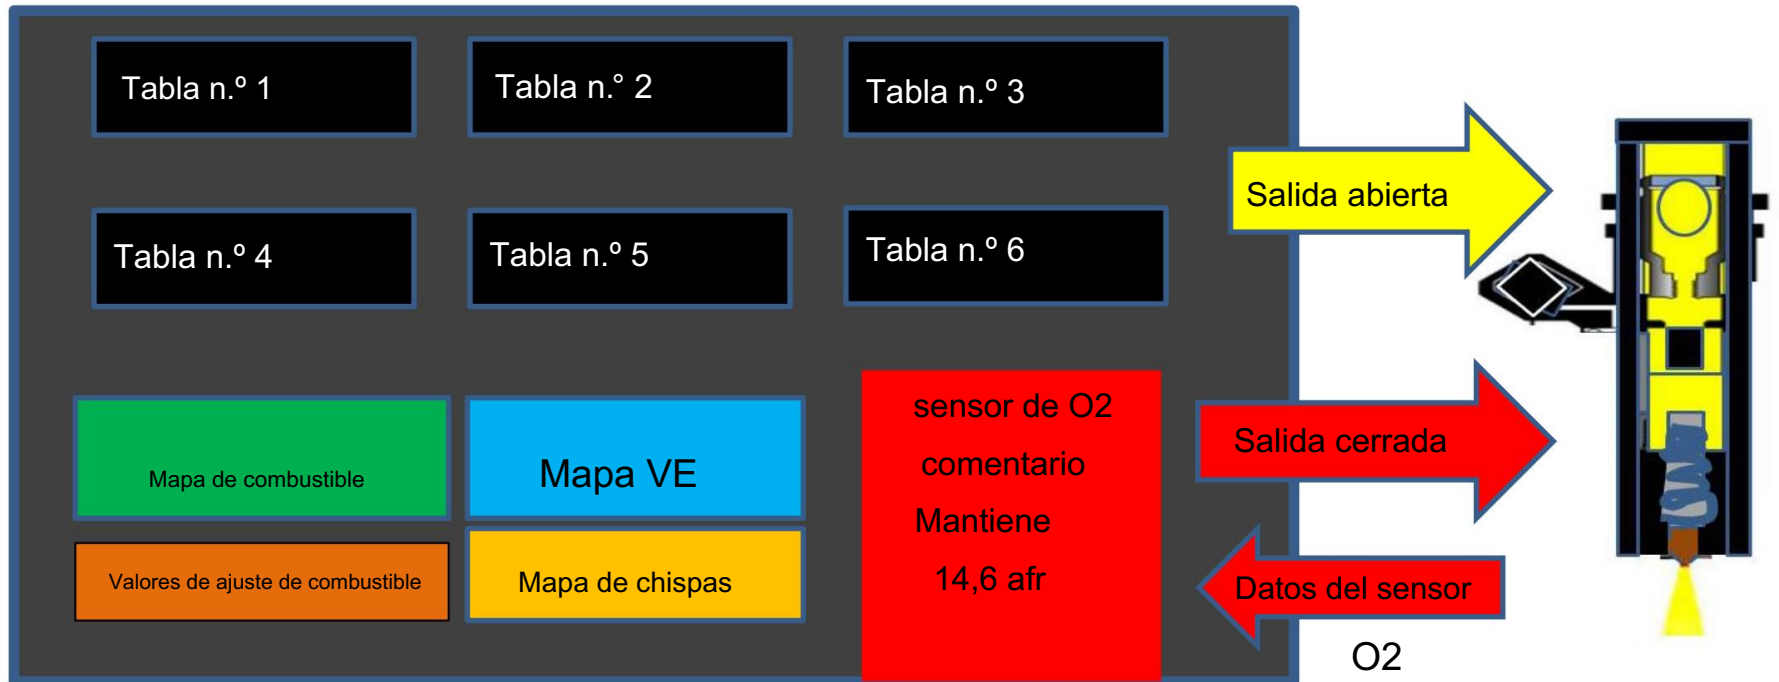 Tabla n.º 1
Tabla n.° 2
Tabla n.º 3
Salida abierta
Tabla n.º 4
Tabla n.º 5
Tabla n.º 6
Mapa de combustible
Mapa VE
sensor de O2
comentario
Mantiene
14,6 afr
Salida cerrada
Valores de ajuste de combustible
Mapa de chispas
Datos del sensor
O2